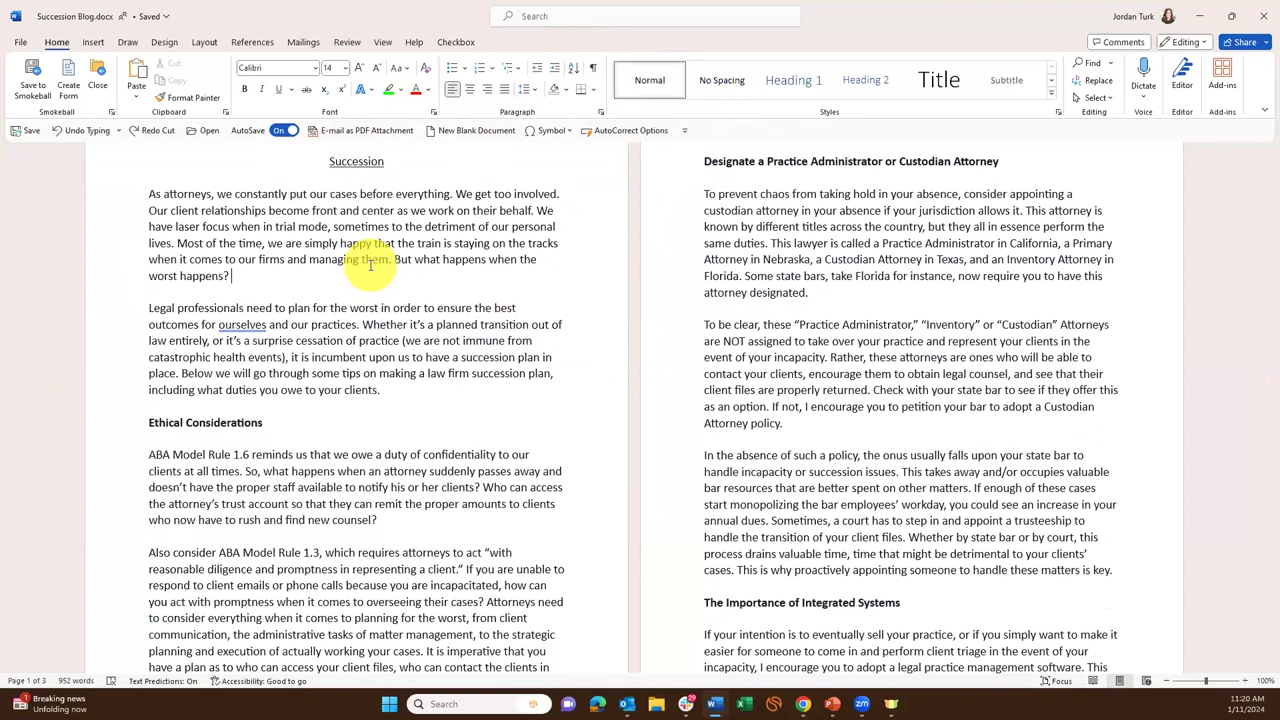 Succession Blog.docx
• Saved
Search
Jordan Turk
File
Home
Insert
Draw
Design
Layout
References
Mailings
Review
View
Help
Checkbox
Comments
Editing
Share
Save to Smokeball
Create Form
Close
Smokeball
Paste
Cut
Copy
Format Painter
Clipboard
Calibri
14
Font
Paragraph
Normal
No Spacing
Heading 1
Heading 2
Title
Subtitle
Styles
Find
Replace
Select
Editing
Dictate
Voice
Editor
Editor
Add-ins
Add-ins
Save
Undo Typing
Redo Cut
Open
AutoSave
On
E-mail as PDF Attachment
New Blank Document
Symbol
AutoCorrect Options
Succession
As attorneys, we constantly put our cases before everything. We get too involved.
Our client relationships become front and center as we work on their behalf. We
have laser focus when in trial mode, sometimes to the detriment of our personal
lives. Most of the time, we are simply happy that the train is staying on the tracks
when it comes to our firms and managing them. But what happens when the
worst happens?
Legal professionals need to plan for the worst in order to ensure the best
outcomes for ourselves and our practices. Whether it's a planned transition out of
law entirely, or it's a surprise cessation of practice (we are not immune from
catastrophic health events), it is incumbent upon us to have a succession plan in
place. Below we will go through some tips on making a law firm succession plan,
including what duties you owe to your clients.
Ethical Considerations
ABA Model Rule 1.6 reminds us that we owe a duty of confidentiality to our
clients at all times. So, what happens when an attorney suddenly passes away and
doesn't have the proper staff available to notify his or her clients? Who can access
the attorney's trust account so that they can remit the proper amounts to clients
who now have to rush and find new counsel?
Also consider ABA Model Rule 1.3, which requires attorneys to act "with
reasonable diligence and promptness in representing a client." If you are unable to
respond to client emails or phone calls because you are incapacitated, how can
you act with promptness when it comes to overseeing their cases? Attorneys need
to consider everything when it comes to planning for the worst, from client
communication, the administrative tasks of matter management, to the strategic
planning and execution of actually working your cases. It is imperative that you
have a plan as to who can access your client files, who can contact the clients in
Designate a Practice Administrator or Custodian Attorney
To prevent chaos from taking hold in your absence, consider appointing a
custodian attorney in your absence if your jurisdiction allows it. This attorney is
known by different titles across the country, but they all in essence perform the
same duties. This lawyer is called a Practice Administrator in California, a Primary
Attorney in Nebraska, a Custodian Attorney in Texas, and an Inventory Attorney in
Florida. Some state bars, take Florida for instance, now require you to have this
attorney designated.
To be clear, these "Practice Administrator," "Inventory" or "Custodian" Attorneys
are NOT assigned to take over your practice and represent your clients in the
event of your incapacity. Rather, these attorneys are ones who will be able to
contact your clients, encourage them to obtain legal counsel, and see that their
client files are properly returned. Check with your state bar to see if they offer this
as an option. If not, I encourage you to petition your bar to adopt a Custodian
Attorney policy.
In the absence of such a policy, the onus usually falls upon your state bar to
handle incapacity or succession issues. This takes away and/or occupies valuable
bar resources that are better spent on other matters. If enough of these cases
start monopolizing the bar employees' workday, you could see an increase in your
annual dues. Sometimes, a court has to step in and appoint a trusteeship to
handle the transition of your client files. Whether by state bar or by court, this
process drains valuable time, time that might be detrimental to your clients'
cases. This is why proactively appointing someone to handle these matters is key.
The Importance of Integrated Systems
If your intention is to eventually sell your practice, or if you simply want to make it
easier for someone to come in and perform client triage in the event of your
incapacity, I encourage you to adopt a legal practice management software. This
Page 1 of 3
952 words
Text Predictions: On
Accessibility: Good to go
Focus
100%
Breaking news
Unfolding now
Search
11:20 AM
1/11/2024